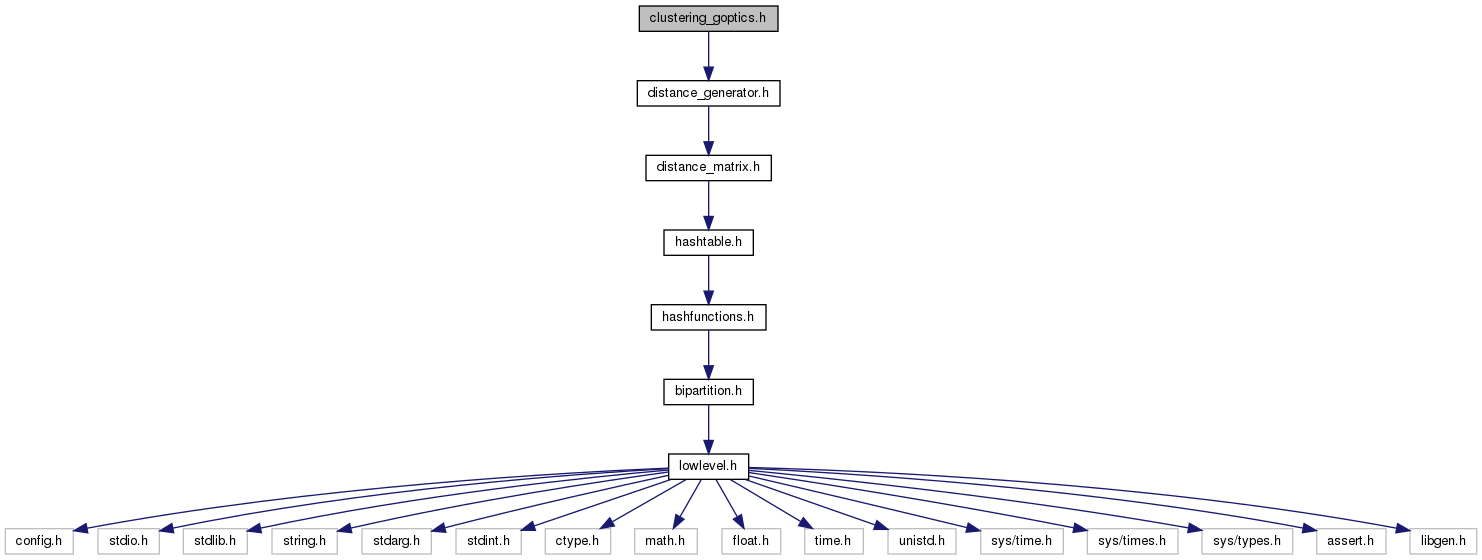 clustering_goptics.h
distance_generator.h
distance_matrix.h
hashtable.h
hashfunctions.h
bipartition.h
lowlevel.h
config.h stdio.h stdlib.h string.h stdarg.h stdint.h ctype.h math.h float.h time.h unistd.h sys/time.h sys/times.h sys/types.h assert.h libgen.h